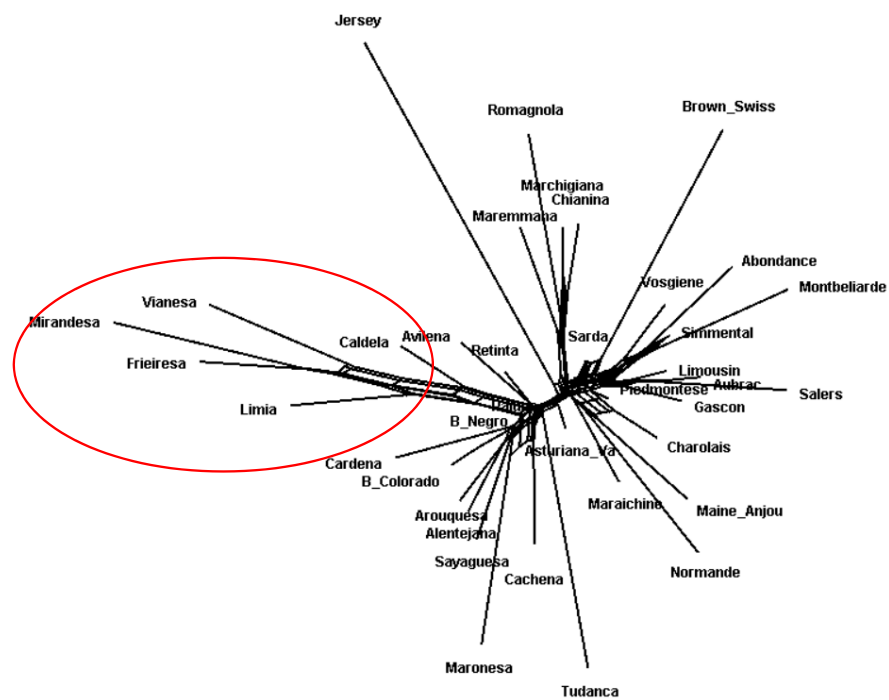 Jersey
Romagnola
Brown_Swiss
Marchigiana
Chianina
Maremmana
Abondance
Vosgiene
Montbeliarde
Vianesa
Mirandesa
Caldela
Avilena
Sarda
Simmental
Retinta
Frieiresa
Limousin
Piedmontese
Aubrac
Salers
Limia
Gascon
B_Negro
Asturiana_Va
Charolais
Cardena
B_Colorado
Maraichine
Maine_Anjou
Arouquesa
Alentejana
Sayaguesa
Cachena
Normande
Maronesa
Tudanca